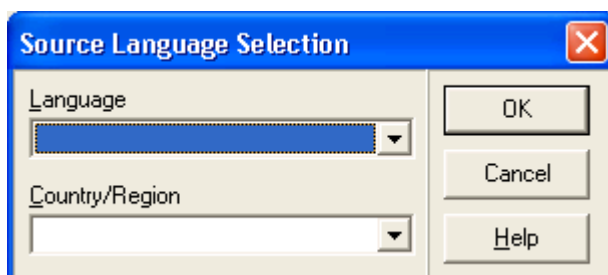 Source Language Selection
Language
OK
Cancel
Country/Region
Help